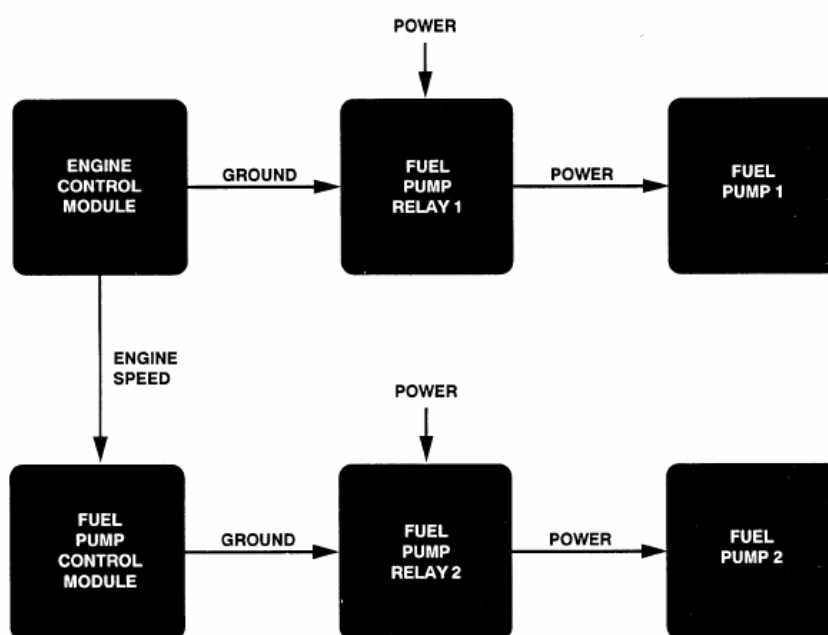 POWER
ENGINE
CONTROL
MODULE
GROUND
FUEL
PUMP
RELAY 1
POWER
FUEL
PUMP 1
ENGINE
SPEED
POWER
FUEL
PUMP
CONTROL
MODULE
GROUND
FUEL
PUMP
RELAY 2
POWER
FUEL
PUMP 2